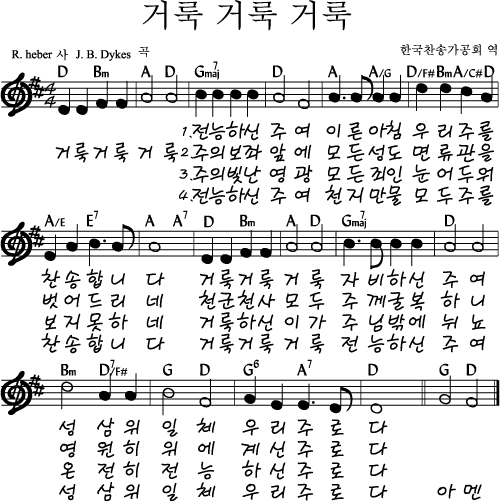 거룩 거룩 거룩
R. heber 사 J. B. Dykes 곡 한국찬송가공회 역
D Bm A D Gmaj7 D A A/G D/F# Bm A/C# D
1.전능하신 주 여 이른아침 우 리 주를
거룩거룩 거 룩 2.주의보좌 앞 에 모 든성도 면 류 관을
3.주의빛난 영 광 모든죄인 눈 어 두워
4.전능하신 주 여 천지만물 모 두 주를
A/E E7 A A7 D Bm A D Gmaj7 D
찬 송 합 니 다 거 룩거룩 거 룩 자 비하신 주 여
벗 어 드 리 네 천군천사 모 두 주 께굴복 하 니
보 지 못 하 네 거룩하신 이 가 주 님밖에 뉘 뇨
찬 송 합 니 다 거룩거룩 거 룩 전 능하신 주 여
Bm D7/F# G D G6 A7 D G D
성 삼위 일 체 우 리 주 로 다
영 원히 위 에 계 신 주 로 다
온 전히 전 능 하 신 주 로 다
성 삼위 일 체 우 리 주 로 다 아 멘